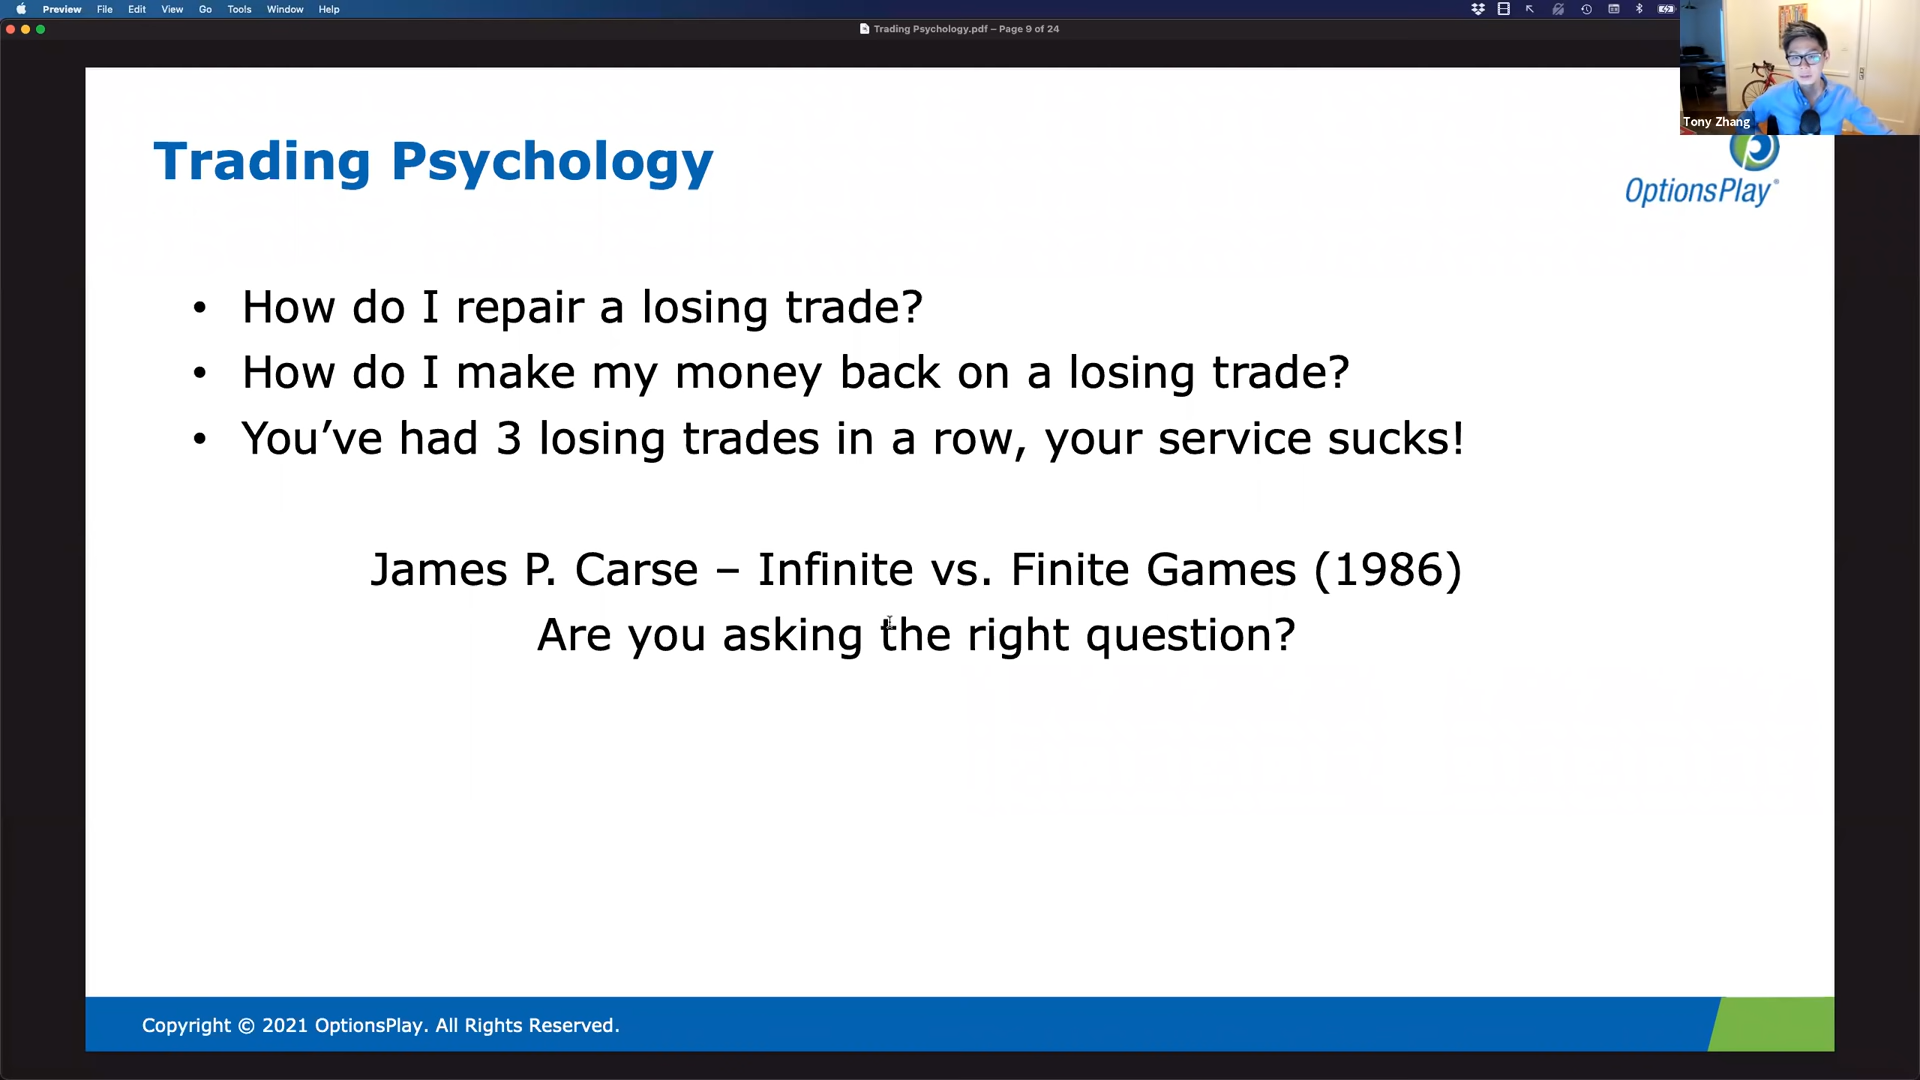 Preview File Edit View Go Tools Window Help
Trading Psychology.pdf – Page 9 of 24
Tony Zhang
Trading Psychology
OptionsPlay®
• How do I repair a losing trade?
• How do I make my money back on a losing trade?
• You’ve had 3 losing trades in a row, your service sucks!
James P. Carse – Infinite vs. Finite Games (1986)
Are you asking the right question?
Copyright © 2021 OptionsPlay. All Rights Reserved.